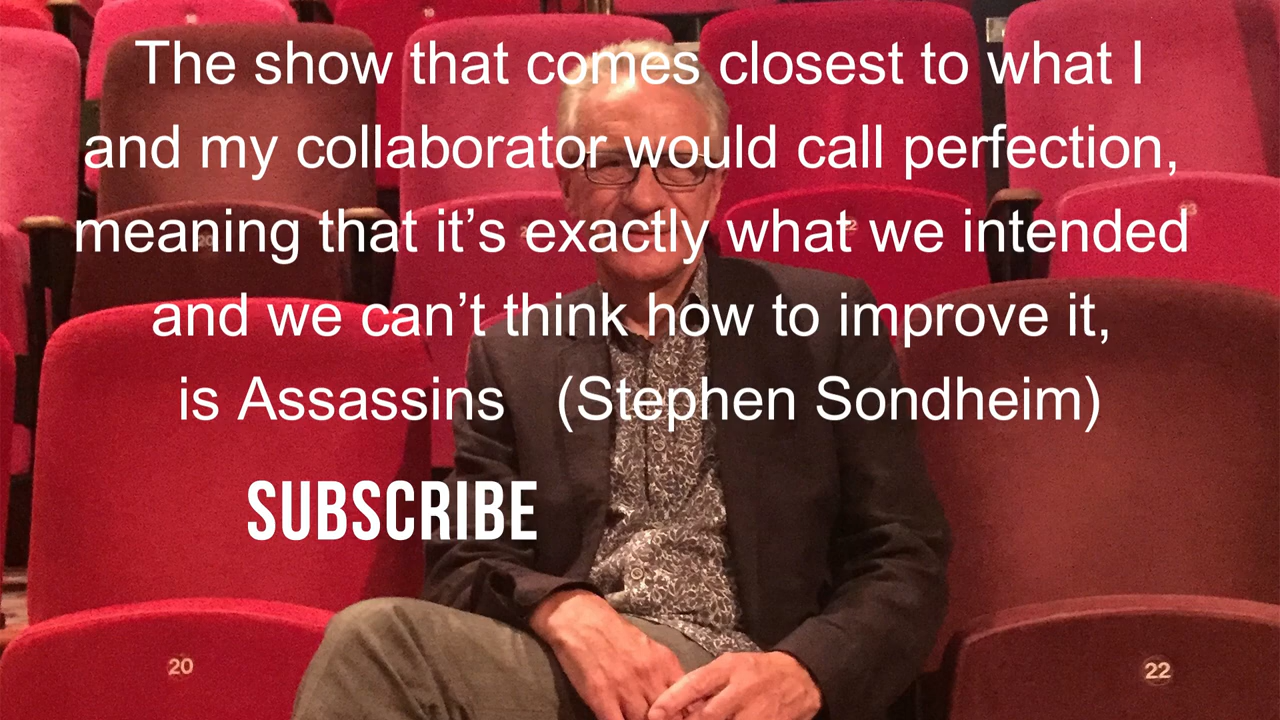 19
The show that comes closest to what I
and my collaborator would call perfection,
meaning that it's exactly what we intended
and we can't think how to improve it,
is Assassins (Stephen Sondheim)
SUBSCRIBE
20
22